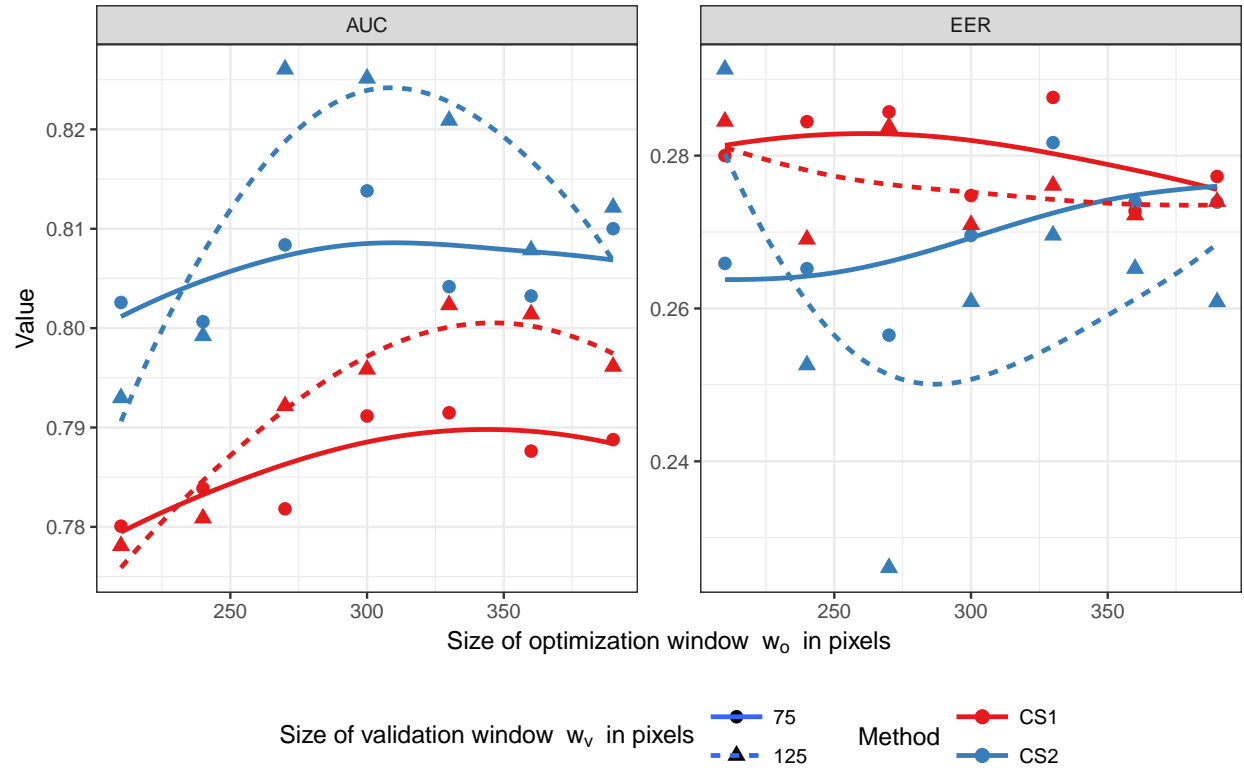 AUC
EER
Value
0.82
0.81
0.80
0.79
0.78
0.28
0.26
0.24
250 300 350
250 300 350
Size of optimization window wₒ in pixels
Size of validation window wᵥ in pixels
75
125
Method
CS1
CS2